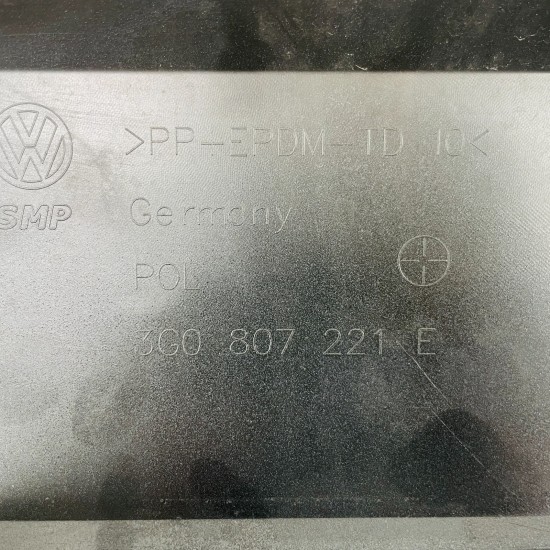 >PP-EPDM-TD 10<
SMP
Germany
POL
3G0 807 221 E